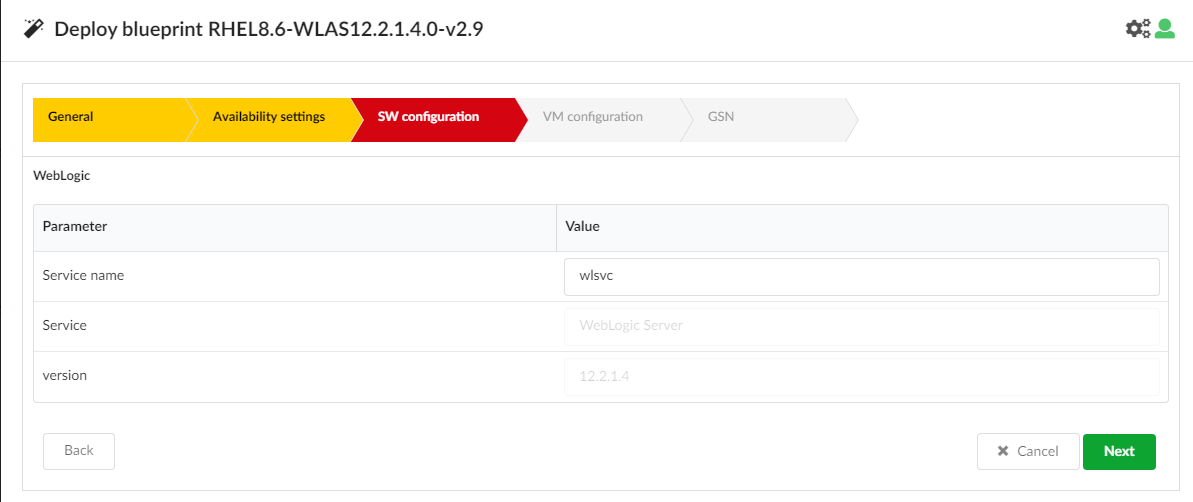 Deploy blueprint RHEL8.6-WLAS12.2.1.4.0-v2.9
General Availability settings SW configuration VM configuration GSN
WebLogic
Parameter Value
Service name wlsvc
Service WebLogic Server
version 12.2.1.4
Back Cancel Next